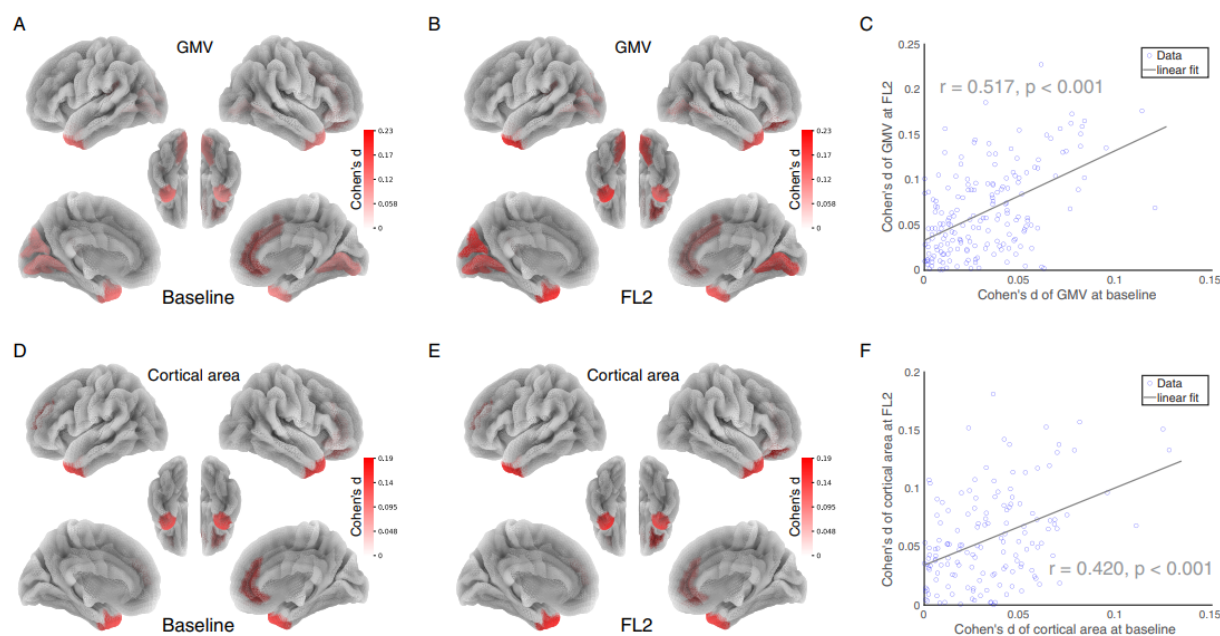 A
GMV
Cohen's d
0.23
0.17
0.12
0.058
0
Baseline
B
GMV
Cohen's d
0.23
0.17
0.12
0.058
0
FL2
C
Cohen's d of GMV at FL2
0.25
0.2
0.15
0.1
0.05
0
Data
linear fit
r = 0.517, p < 0.001
0
0.05
0.1
0.15
Cohen's d of GMV at baseline
D
Cortical area
Cohen's d
0.19
0.14
0.095
0.048
0
Baseline
E
Cortical area
Cohen's d
0.19
0.14
0.095
0.048
0
FL2
F
Cohen's d of cortical area at FL2
0.2
0.15
0.1
0.05
0
Data
linear fit
r = 0.420, p < 0.001
0
0.05
0.1
0.15
Cohen's d of cortical area at baseline